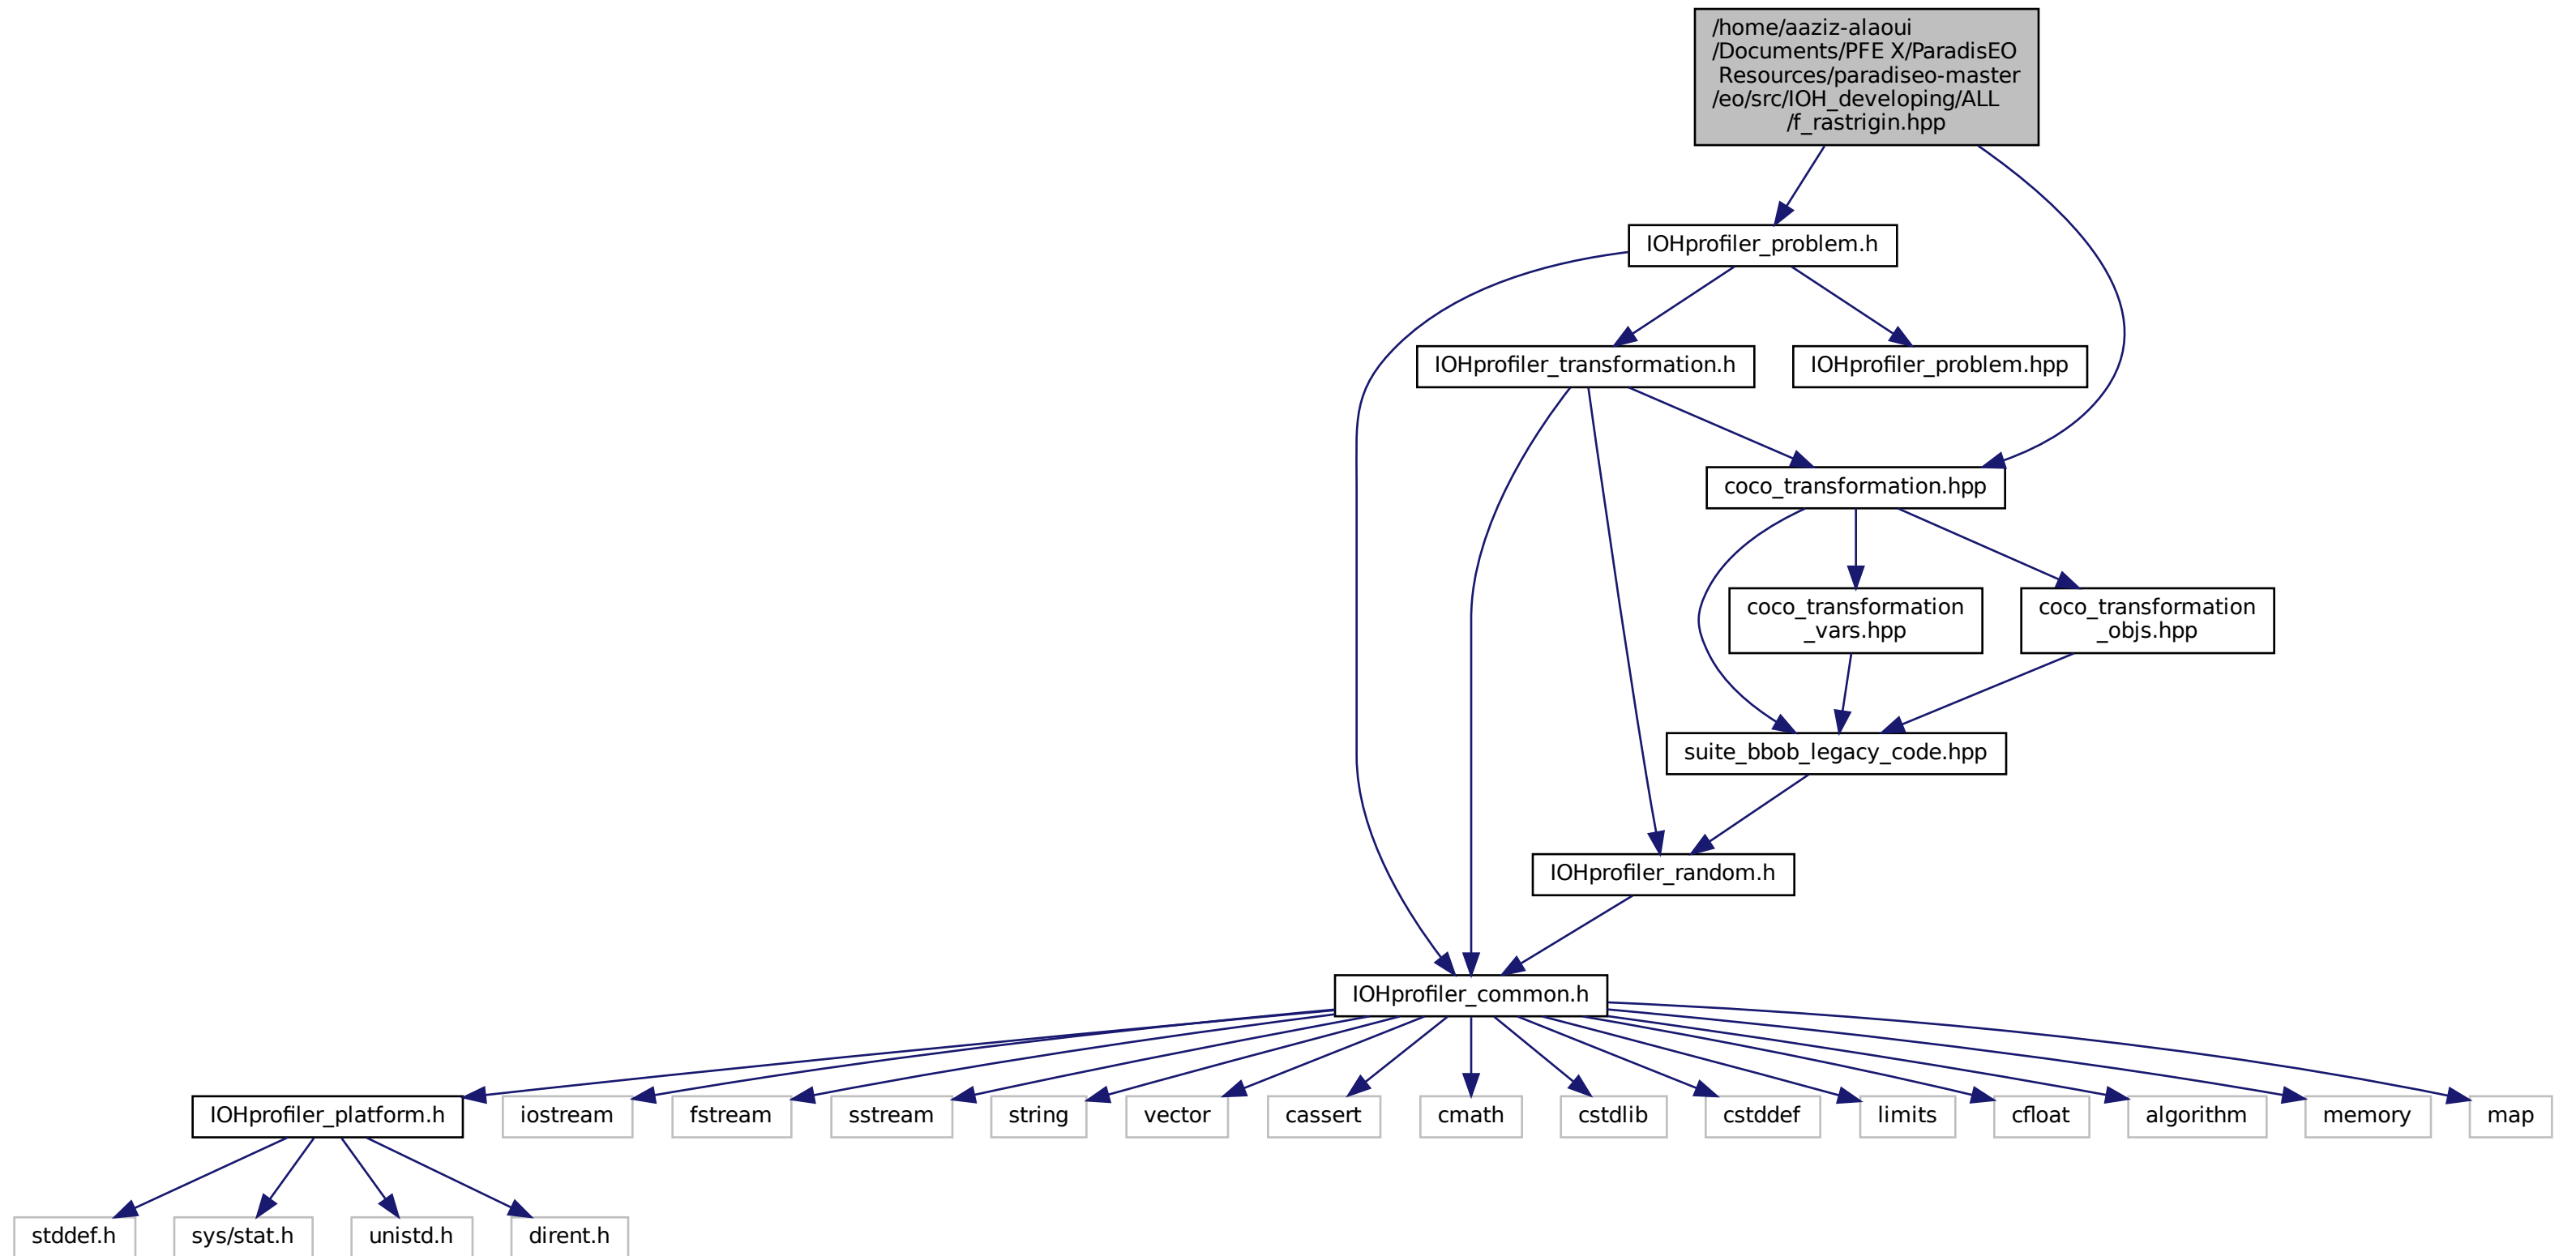 /home/aaziz-alaoui
/Documents/PFE X/ParadisEO
Resources/paradiseo-master
/eo/src/IOH_developing/ALL
/f_rastrigin.hpp
IOHprofiler_problem.h
IOHprofiler_transformation.h
IOHprofiler_problem.hpp
coco_transformation.hpp
coco_transformation
_vars.hpp
coco_transformation
_objs.hpp
suite_bbob_legacy_code.hpp
IOHprofiler_random.h
IOHprofiler_common.h
IOHprofiler_platform.h
iostream
fstream
sstream
string
vector
cassert
cmath
cstdlib
cstddef
limits
cfloat
algorithm
memory
map
stddef.h
sys/stat.h
unistd.h
dirent.h